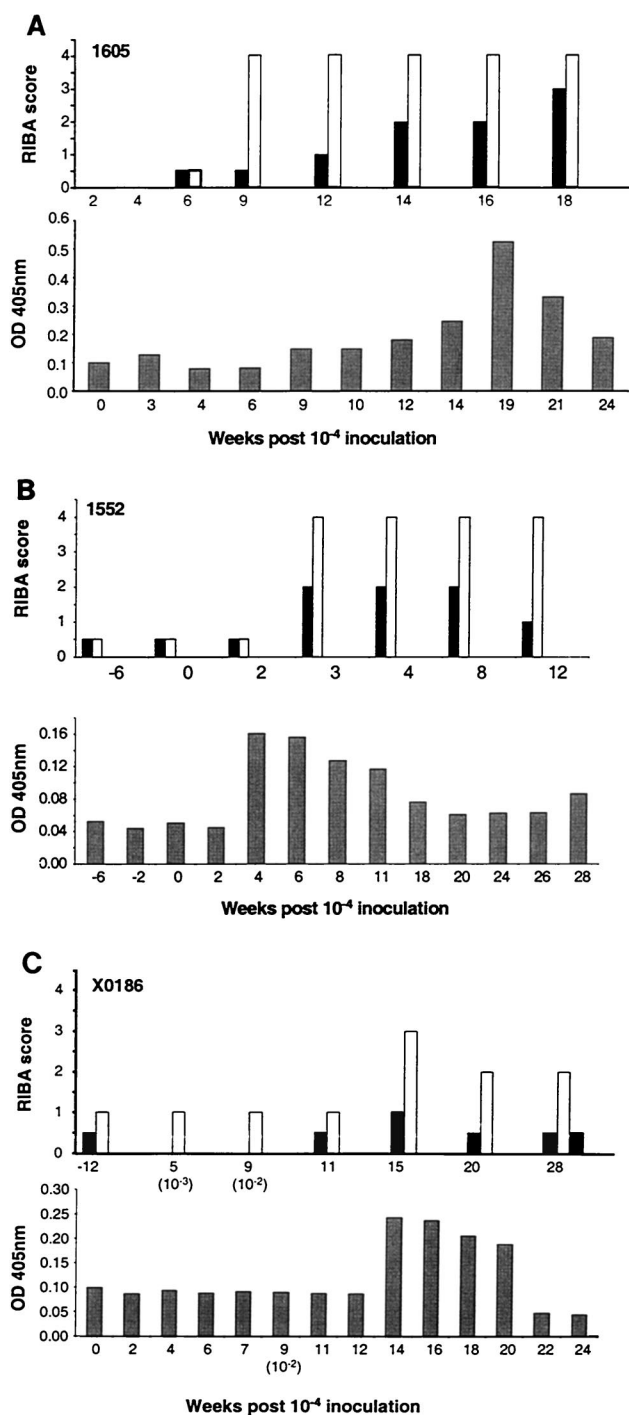 A
1605
RIBA score
4
3
2
1
0
2 4 6 9 12 14 16 18
OD 405nm
0.6
0.5
0.4
0.3
0.2
0.1
0.0
0 3 4 6 9 10 12 14 19 21 24
Weeks post 10⁻⁴ inoculation
B
1552
RIBA score
4
3
2
1
0
-6 0 2 3 4 8 12
OD 405nm
0.16
0.12
0.08
0.04
0.00
-6 -2 0 2 4 6 8 11 18 20 24 26 28
Weeks post 10⁻⁴ inoculation
C
X0186
RIBA score
4
3
2
1
0
-12 5 9 11 15 20 28
(10⁻³) (10⁻²)
OD 405nm
0.30
0.25
0.20
0.15
0.10
0.05
0.00
0 2 4 6 7 9 11 12 14 16 18 20 22 24
(10⁻²)
Weeks post 10⁻⁴ inoculation